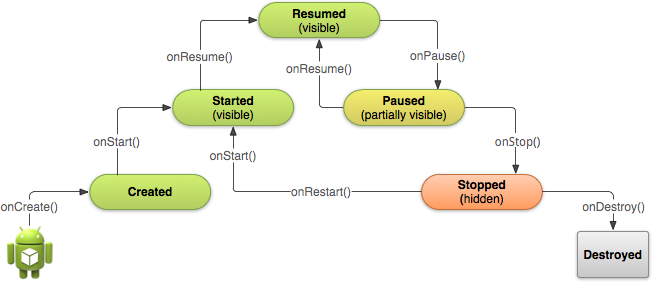 Resumed
(visible)
onResume()
onPause()
onResume()
Started
(visible)
Paused
(partially visible)
onStart()
onStart()
onStop()
Created
onRestart()
Stopped
(hidden)
onCreate()
onDestroy()
Destroyed